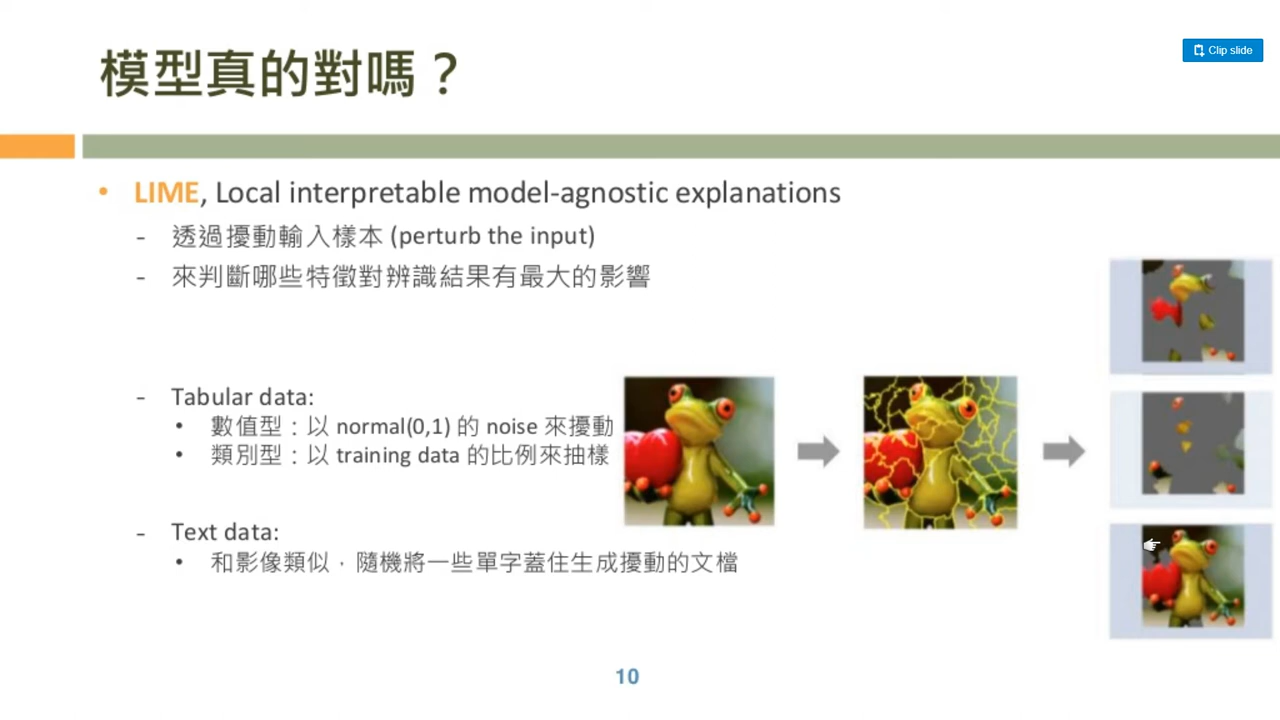 模型真的對嗎？
Clip slide
• LIME, Local interpretable model-agnostic explanations
- 透過擾動輸入樣本 (perturb the input)
- 來判斷哪些特徵對辨識結果有最大的影響
- Tabular data:
• 數值型：以 normal(0,1) 的 noise 來擾動
• 類別型：以 training data 的比例來抽樣
- Text data:
• 和影像類似，隨機將一些單字蓋住生成擾動的文檔
10